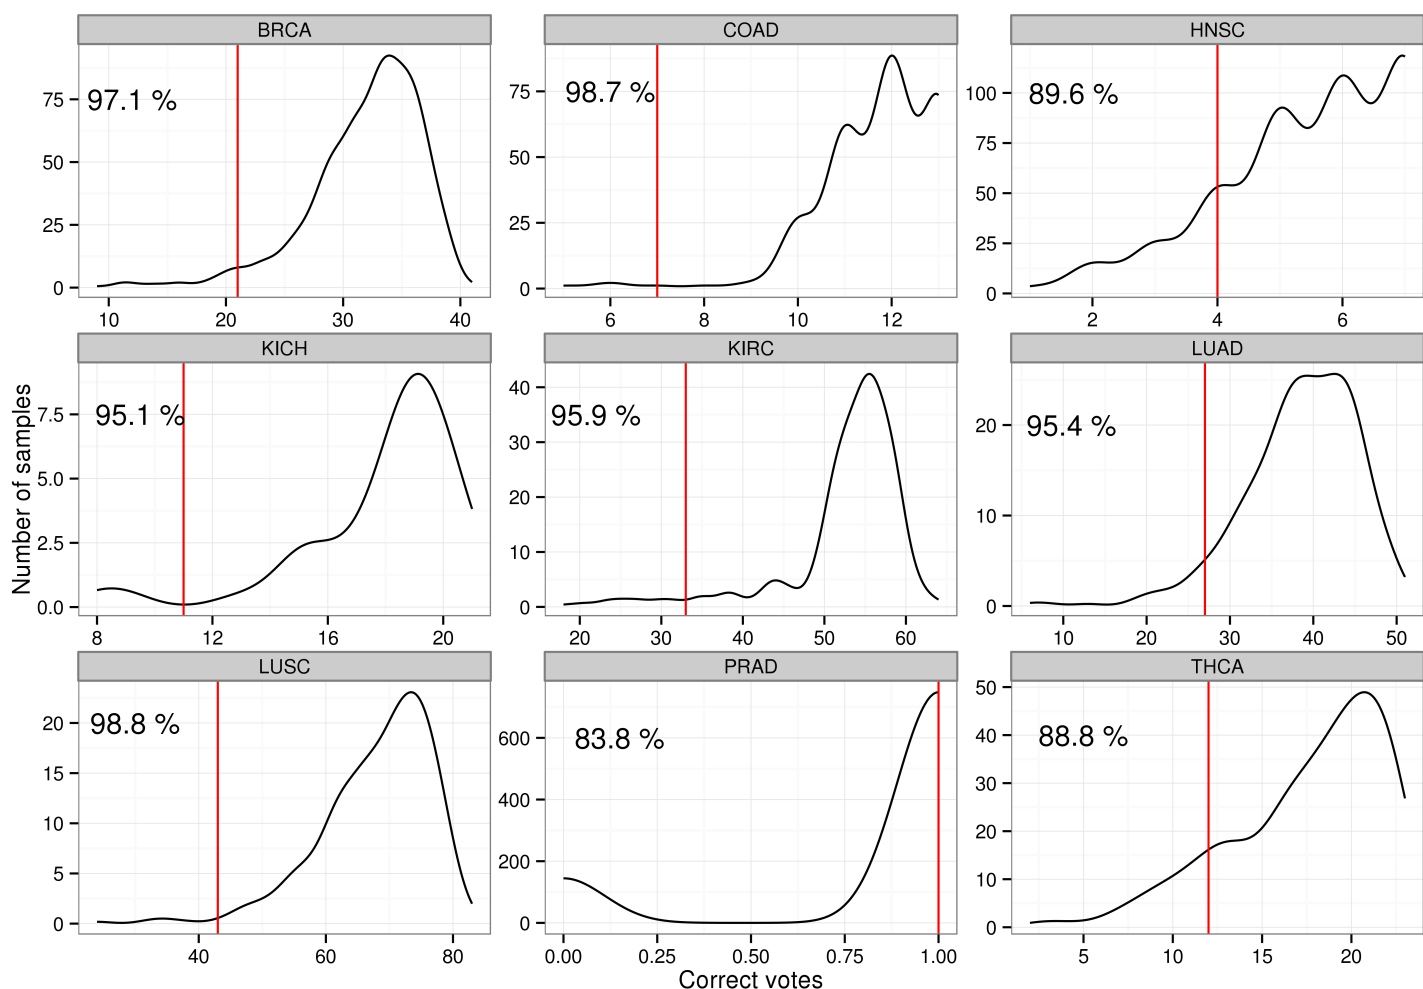 BRCA COAD HNSC
97.1 % 98.7 % 89.6 %
75 50 25 0
75 50 25 0
100 75 50 25 0
10 20 30 40
6 8 10 12
2 4 6
KICH KIRC LUAD
95.1 % 95.9 % 95.4 %
7.5 5.0 2.5 0.0
40 30 20 10 0
20 10 0
8 12 16 20
20 30 40 50 60
10 20 30 40 50
LUSC PRAD THCA
98.8 % 83.8 % 88.8 %
20 15 10 5 0
600 400 200 0
50 40 30 20 10 0
40 60 80
0.00 0.25 0.50 0.75 1.00
5 10 15 20
Number of samples
Correct votes